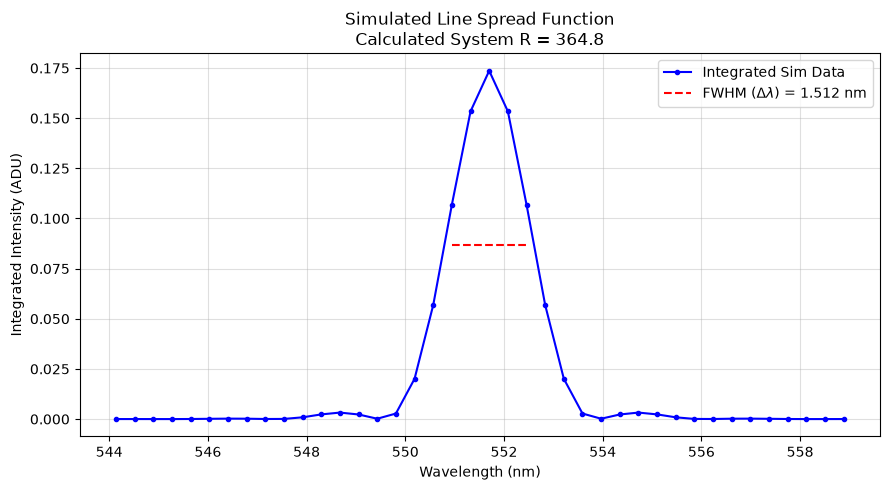 Simulated Line Spread Function
Calculated System R = 364.8
Integrated Sim Data
FWHM (Δλ) = 1.512 nm
Integrated Intensity (ADU)
0.175
0.150
0.125
0.100
0.075
0.050
0.025
0.000
544
546
548
550
552
554
556
558
Wavelength (nm)